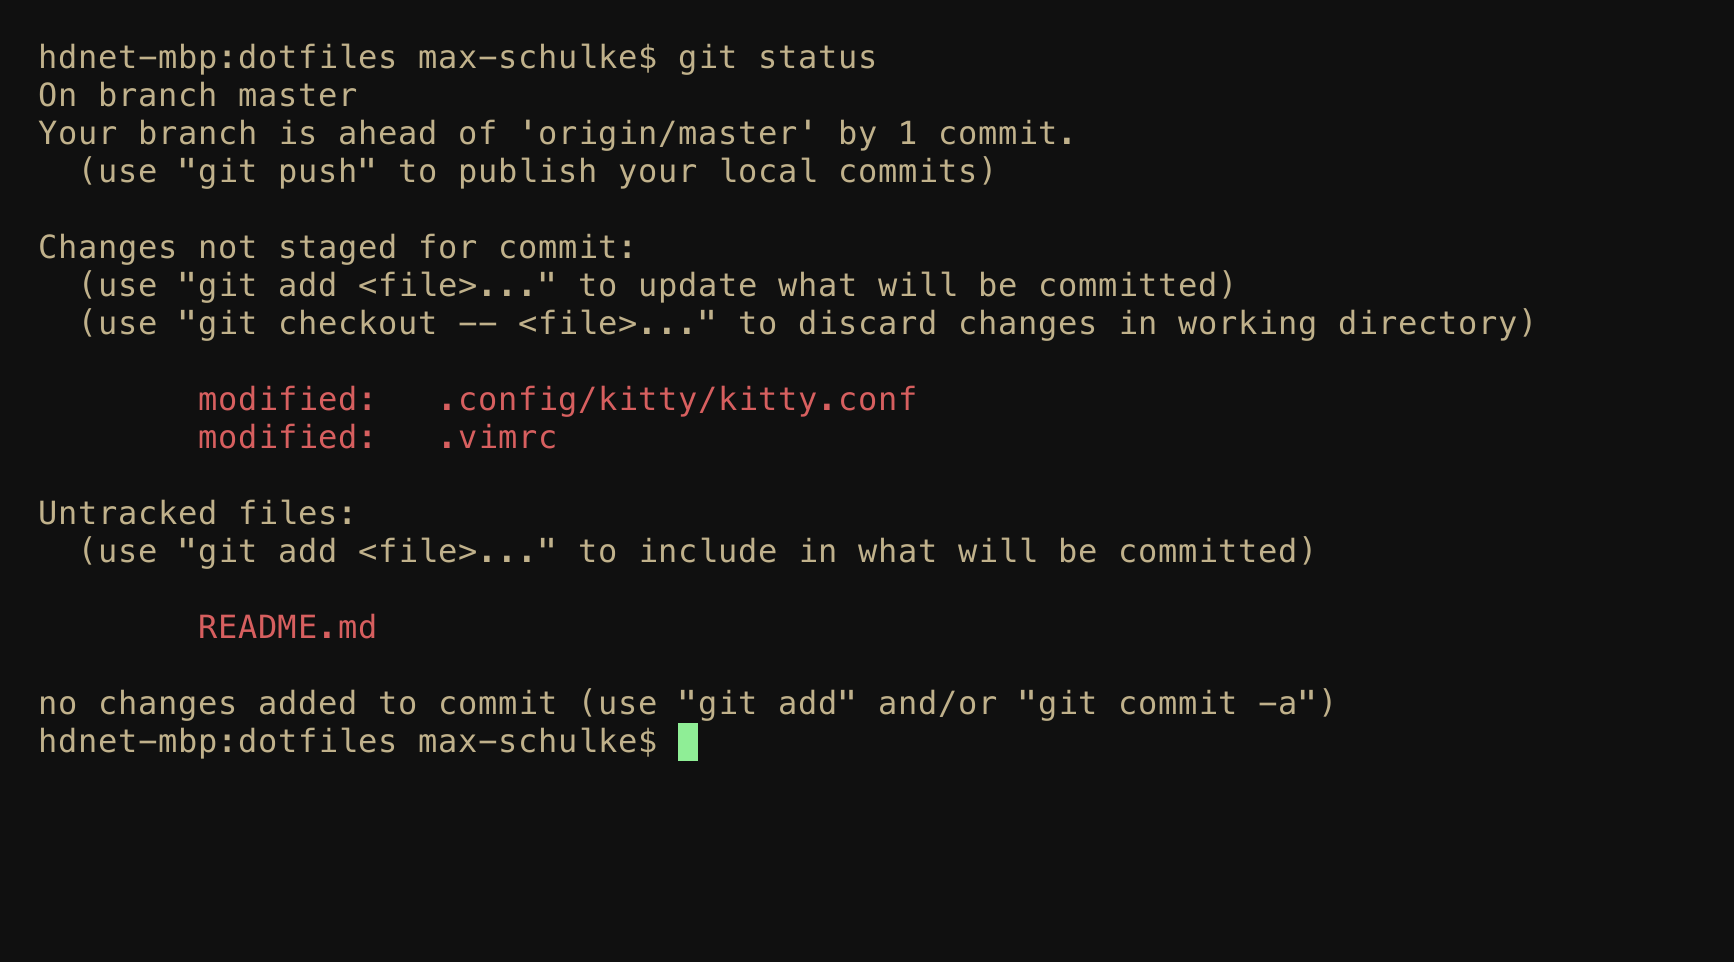 hdnet-mbp:dotfiles max-schulke$ git status
On branch master
Your branch is ahead of 'origin/master' by 1 commit.
  (use "git push" to publish your local commits)

Changes not staged for commit:
  (use "git add <file>..." to update what will be committed)
  (use "git checkout -- <file>..." to discard changes in working directory)

        modified:   .config/kitty/kitty.conf
        modified:   .vimrc

Untracked files:
  (use "git add <file>..." to include in what will be committed)

        README.md

no changes added to commit (use "git add" and/or "git commit -a")
hdnet-mbp:dotfiles max-schulke$